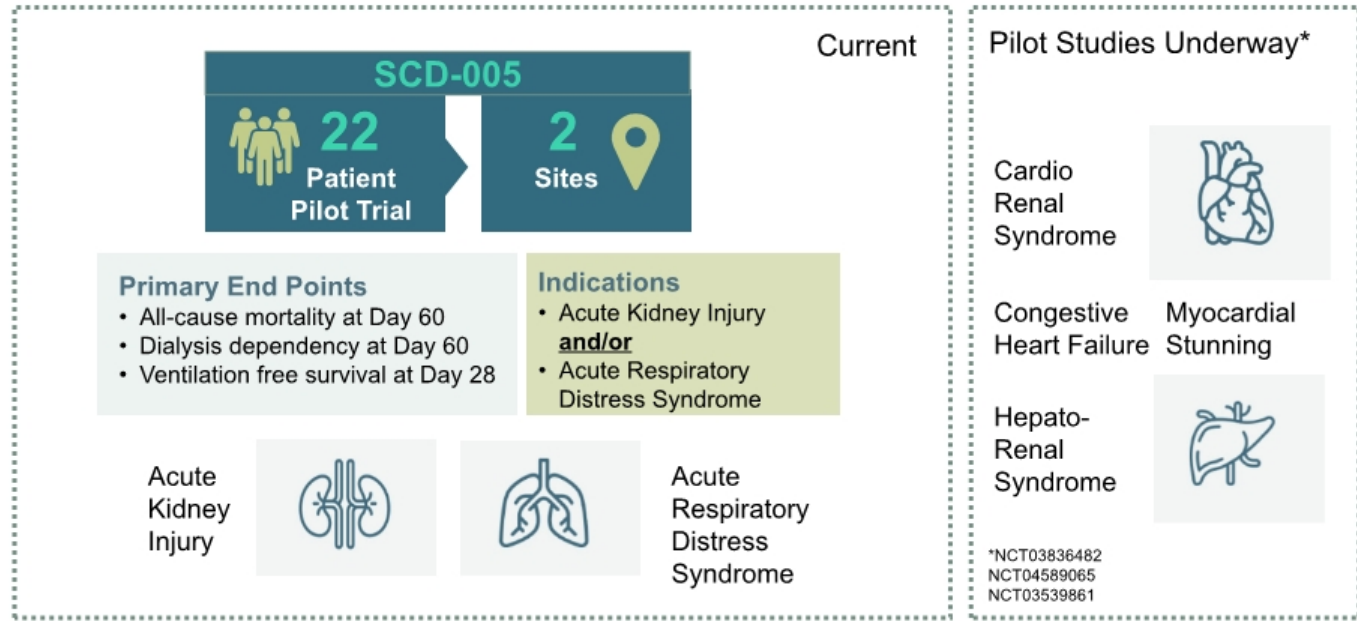 Current
SCD-005
22
Patient
Pilot Trial
2
Sites
Primary End Points
• All-cause mortality at Day 60
• Dialysis dependency at Day 60
• Ventilation free survival at Day 28
Indications
• Acute Kidney Injury
and/or
• Acute Respiratory
Distress Syndrome
Acute
Kidney
Injury
Acute
Respiratory
Distress
Syndrome
Pilot Studies Underway*
Cardio
Renal
Syndrome
Congestive
Heart Failure
Myocardial
Stunning
Hepato-
Renal
Syndrome
*NCT03836482
NCT04589065
NCT03539861